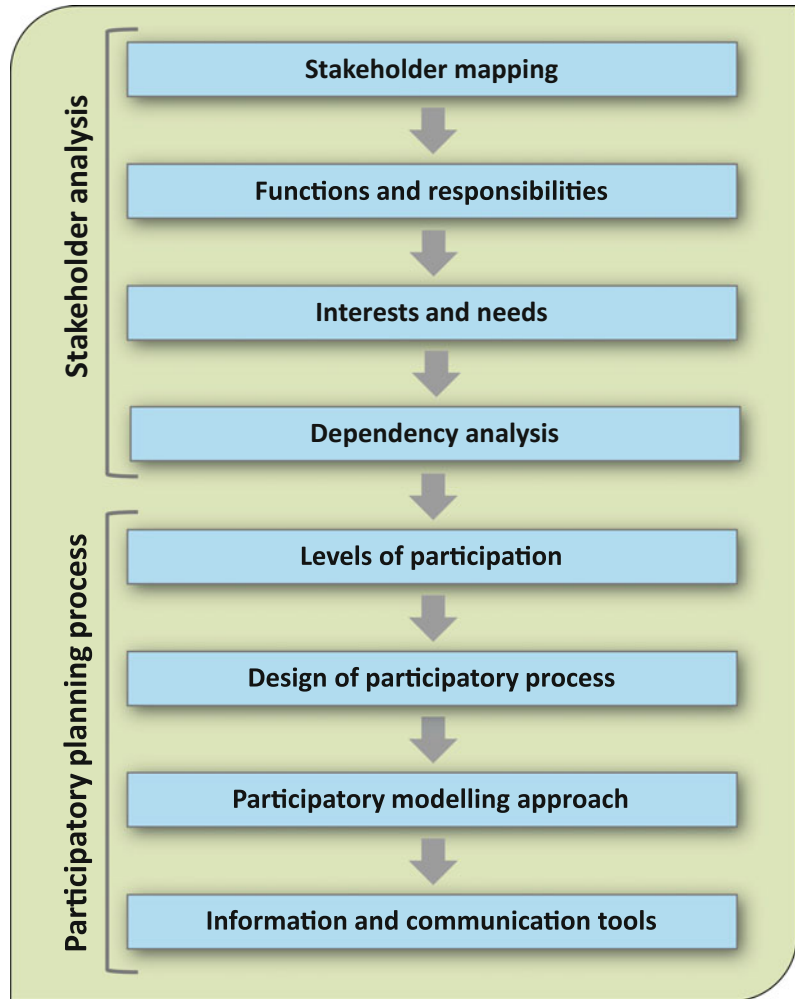 Stakeholder analysis
Stakeholder mapping
Functions and responsibilities
Interests and needs
Dependency analysis
Participatory planning process
Levels of participation
Design of participatory process
Participatory modelling approach
Information and communication tools